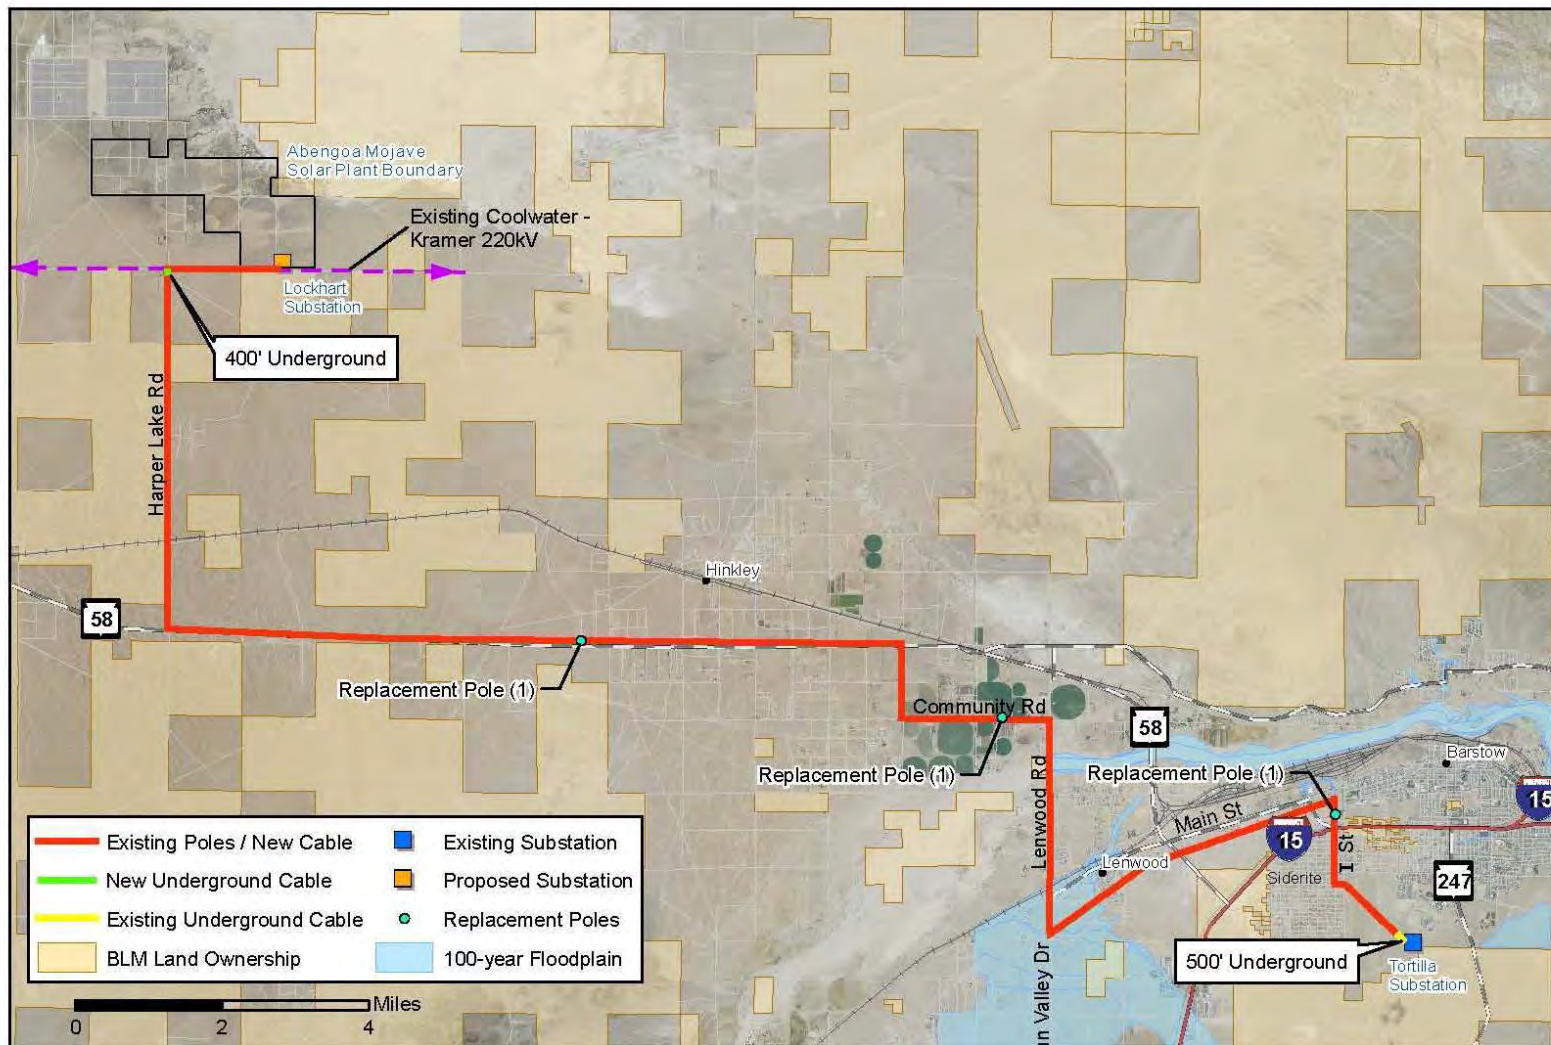 Abengoa Mojave
Solar Plant Boundary
Existing Coolwater -
Kramer 220kV
Lockhart
Substation
400' Underground
Harper Lake Rd
Hinkley
58
Replacement Pole (1)
Community Rd
58
Replacement Pole (1)
Lenwood Rd
Replacement Pole (1)
Barstow
15
Main St
15
I St
Lenwood
Siderite
247
500' Underground
Tortilla
Substation
Valley Dr
Existing Poles / New Cable
New Underground Cable
Existing Underground Cable
BLM Land Ownership
Existing Substation
Proposed Substation
Replacement Poles
100-year Floodplain
Miles
0 2 4